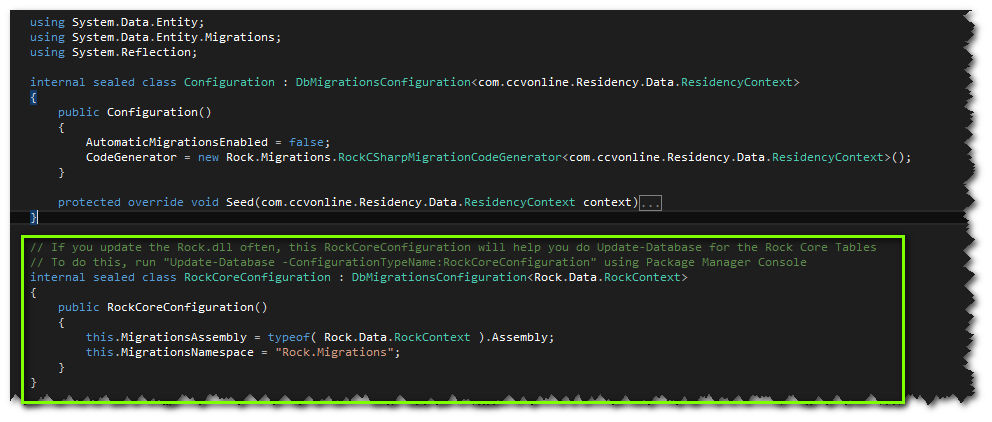 using System.Data.Entity;
using System.Data.Entity.Migrations;
using System.Reflection;
internal sealed class Configuration : DbMigrationsConfiguration<com.ccvonline.Residency.Data.ResidencyContext>
{
public Configuration()
{
AutomaticMigrationsEnabled = false;
CodeGenerator = new Rock.Migrations.RockCSharpMigrationCodeGenerator<com.ccvonline.Residency.Data.ResidencyContext>();
}
protected override void Seed(com.ccvonline.Residency.Data.ResidencyContext context)...
}
// If you update the Rock.dll often, this RockCoreConfiguration will help you do Update-Database for the Rock Core Tables
// To do this, run "Update-Database -ConfigurationTypeName:RockCoreConfiguration" using Package Manager Console
internal sealed class RockCoreConfiguration : DbMigrationsConfiguration<Rock.Data.RockContext>
{
public RockCoreConfiguration()
{
this.MigrationsAssembly = typeof( Rock.Data.RockContext ).Assembly;
this.MigrationsNamespace = "Rock.Migrations";
}
}